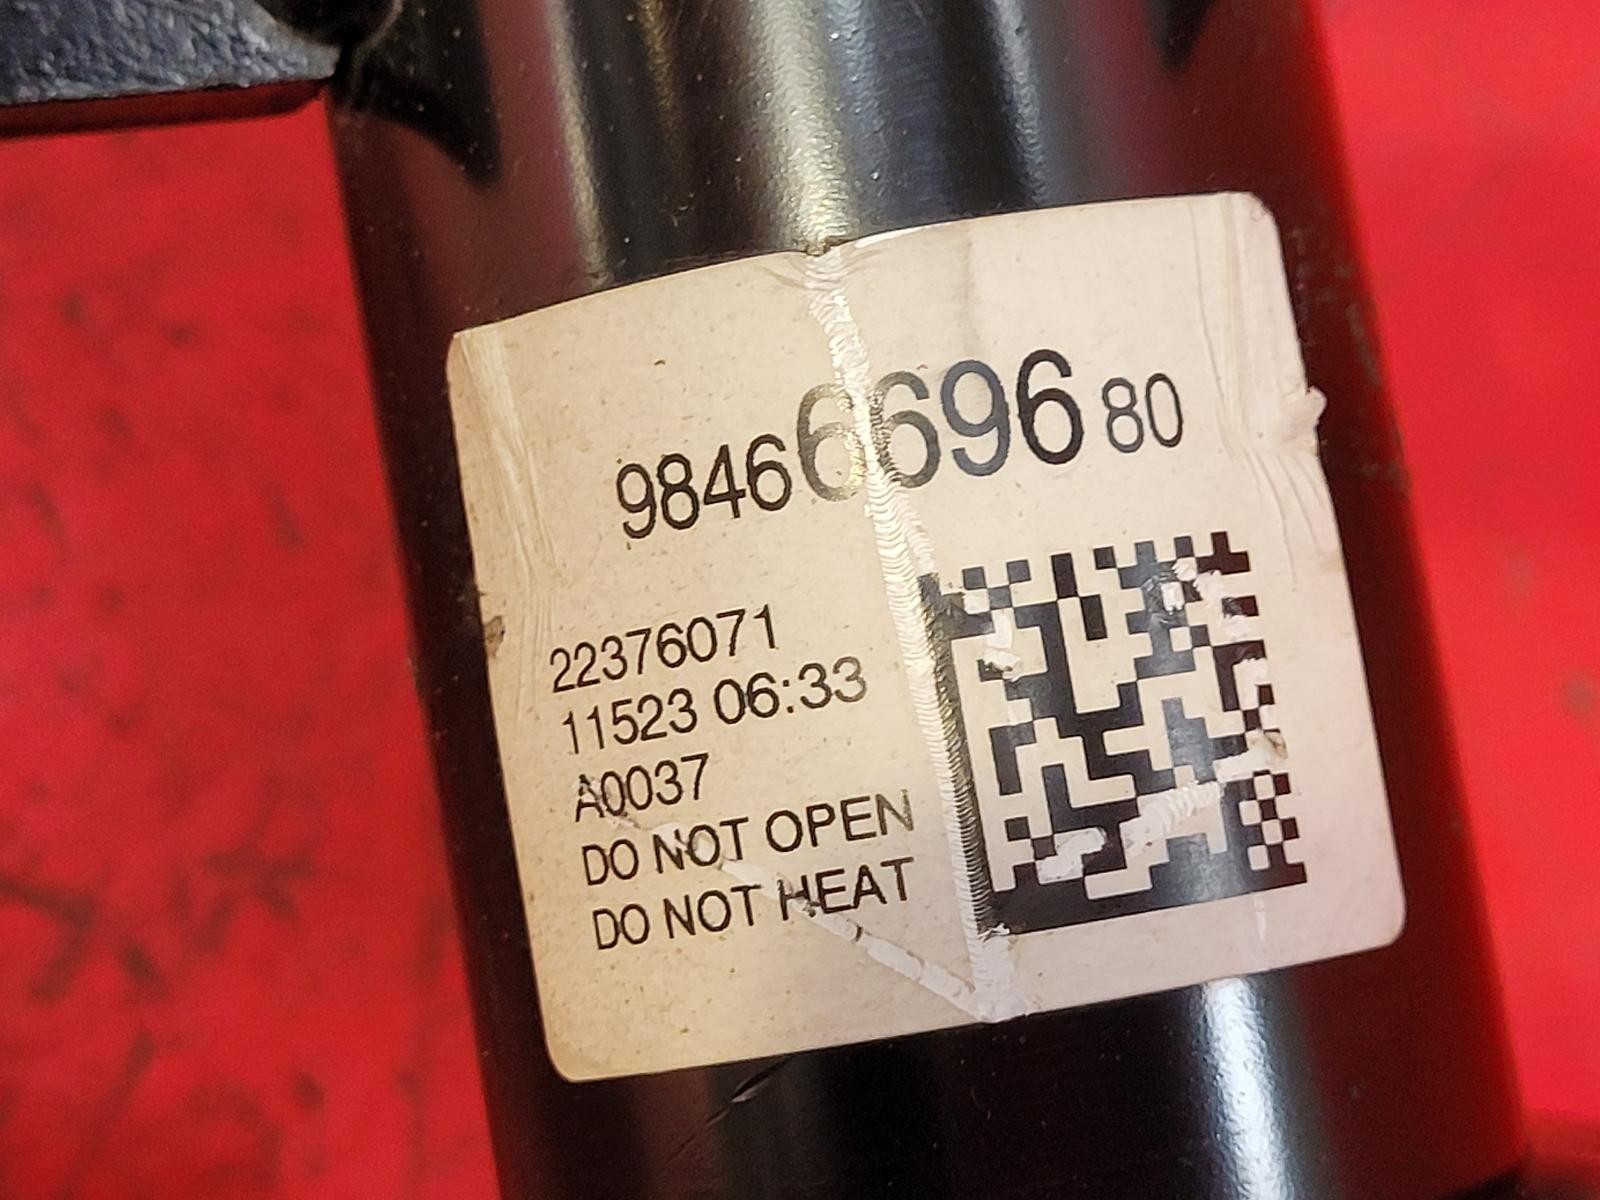 9846669680
22376071
11523 06:33
A0037
DO NOT OPEN
DO NOT HEAT